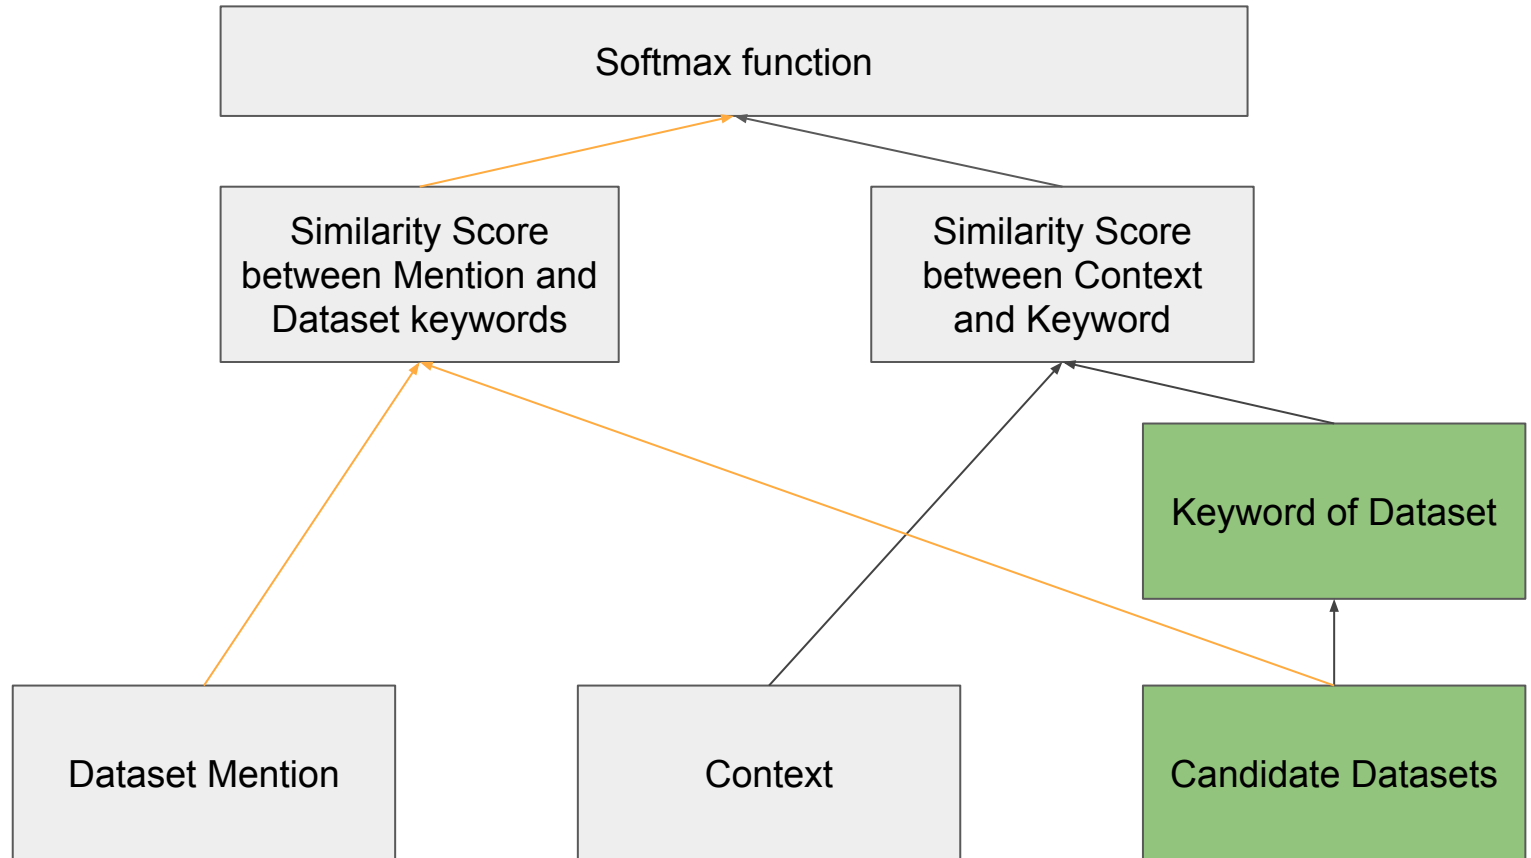 Softmax function
Similarity Score
between Mention and
Dataset keywords
Similarity Score
between Context
and Keyword
Keyword of Dataset
Dataset Mention
Context
Candidate Datasets